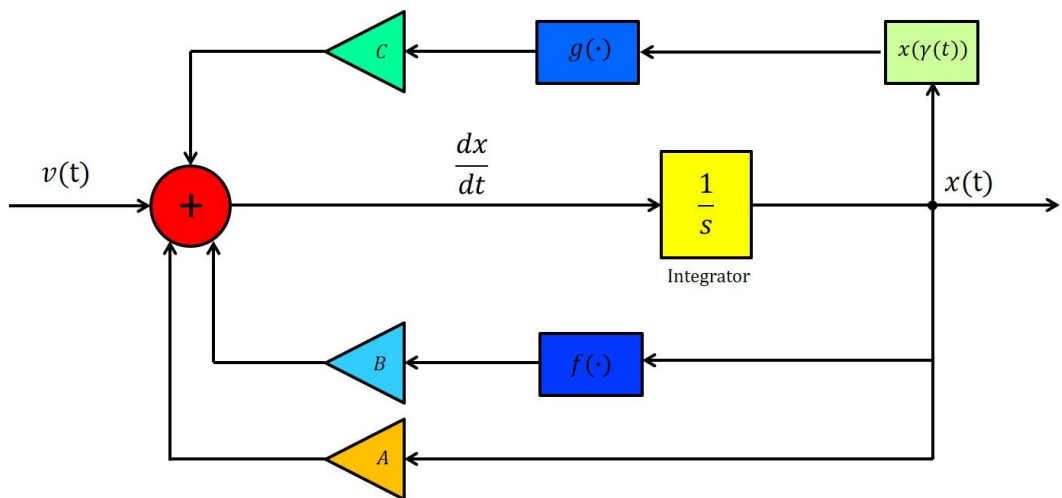 C
g(·)
x(γ(t))
v(t)
+
dx
dt
1
s
Integrator
x(t)
B
f(·)
A